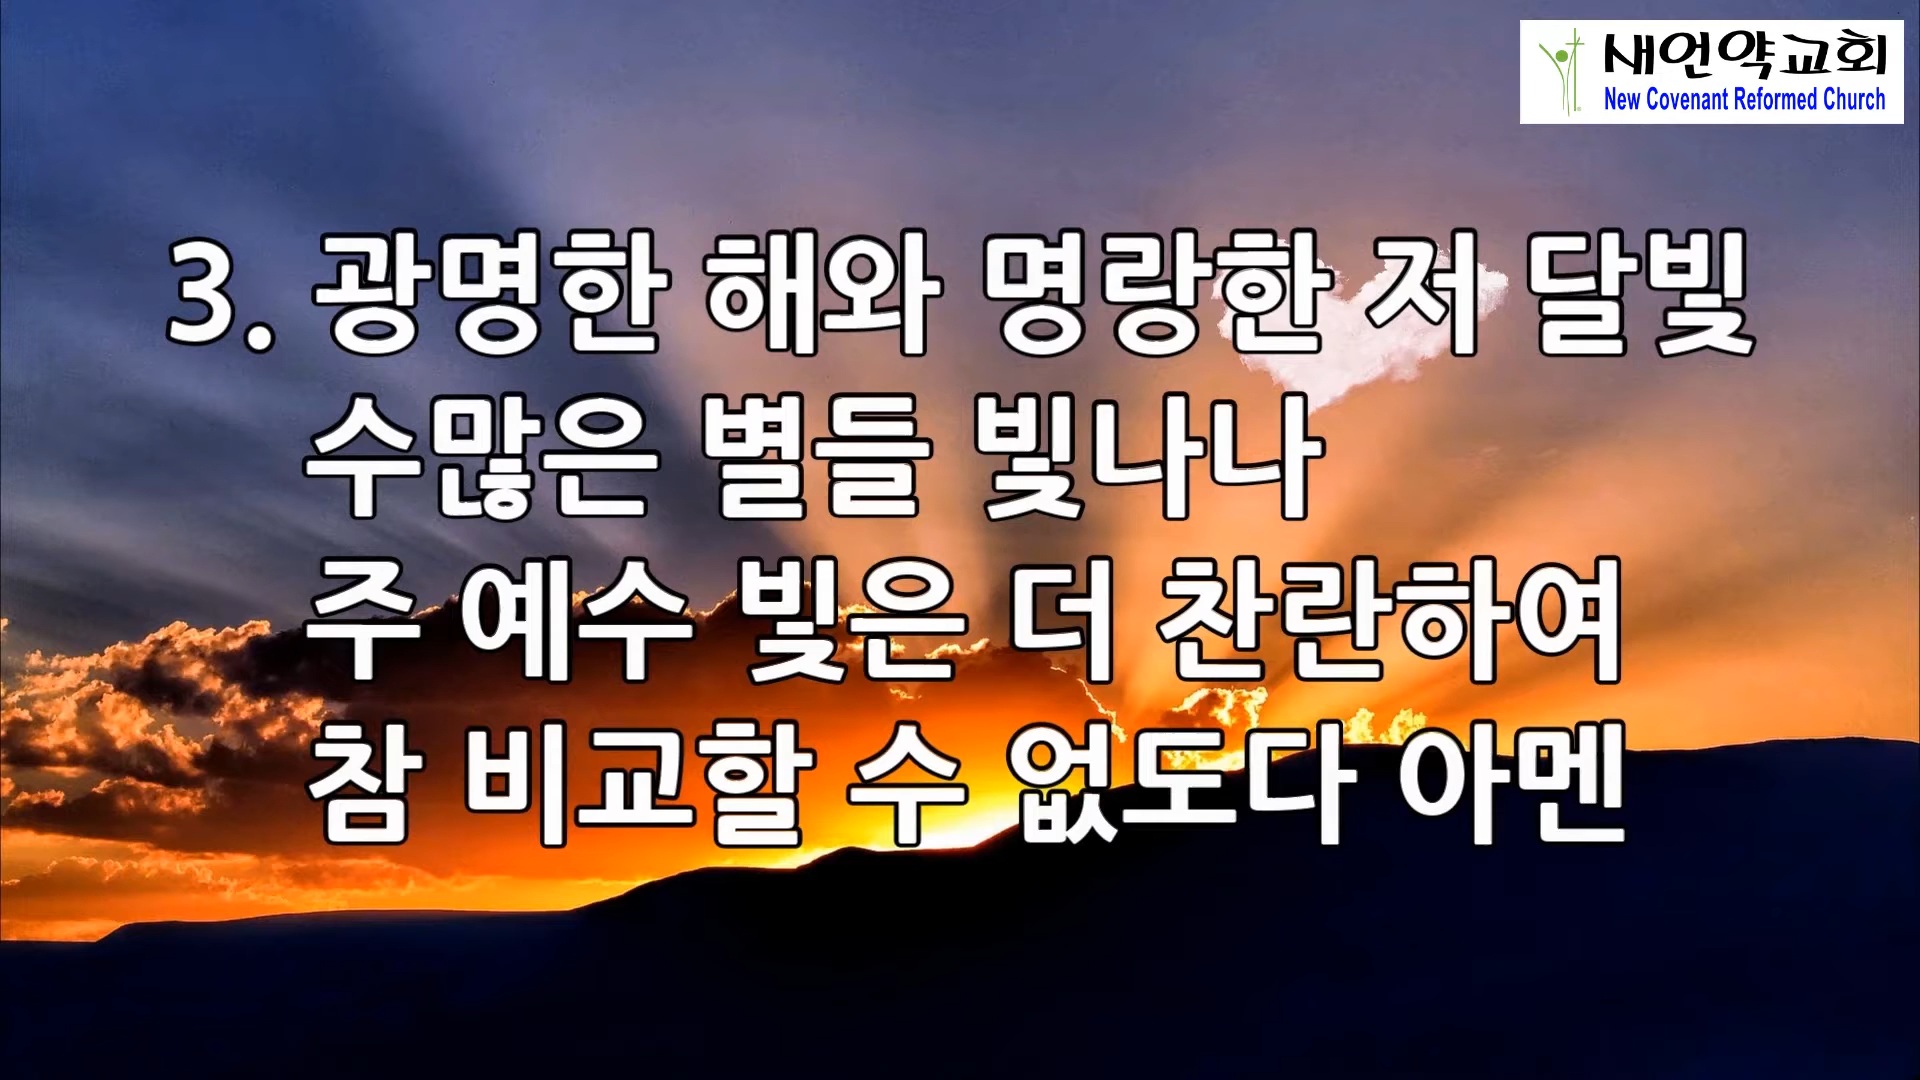 새언약교회
New Covenant Reformed Church
3. 광명한 해와 명랑한 저 달빛
수많은 별들 빛나나
주 예수 빛은 더 찬란하여
참 비교할 수 없도다 아멘